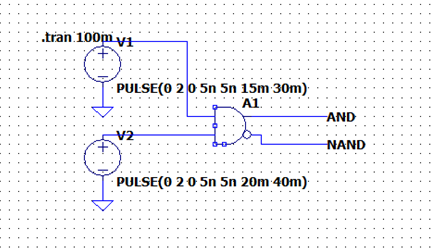 .tran 100m
V1
PULSE(0 2 0 5n 5n 15m 30m)
A1
AND
V2
NAND
PULSE(0 2 0 5n 5n 20m 40m)